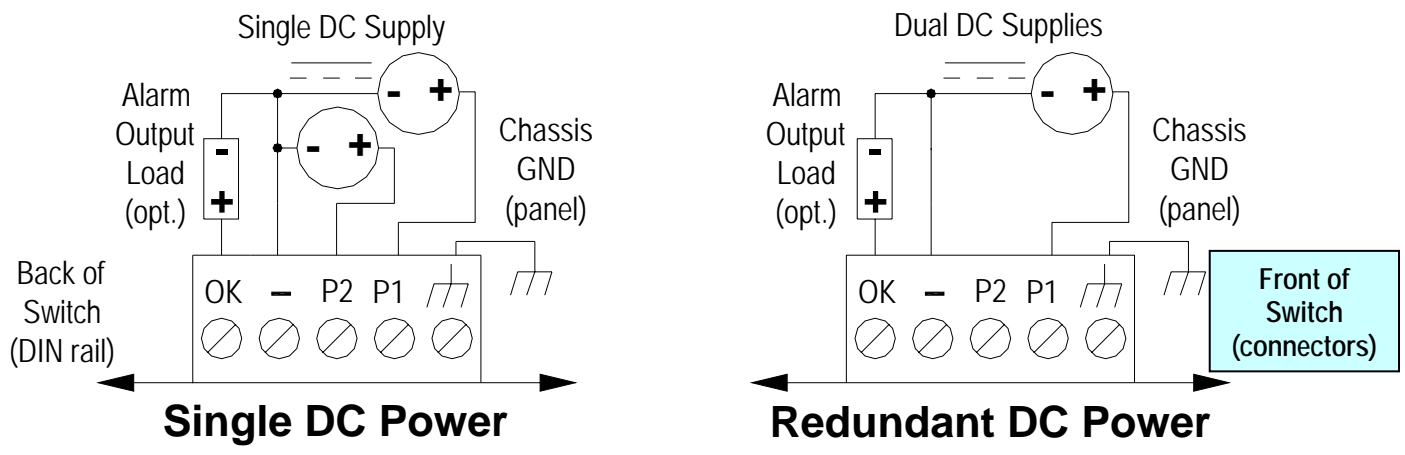 Single DC Supply
Alarm
Output
Load
(opt.)
- +
- +
-
+
Chassis
GND
(panel)
Back of
Switch
(DIN rail)
OK – P2 P1
Single DC Power
Dual DC Supplies
Alarm
Output
Load
(opt.)
- +
-
+
Chassis
GND
(panel)
OK – P2 P1
Front of
Switch
(connectors)
Redundant DC Power